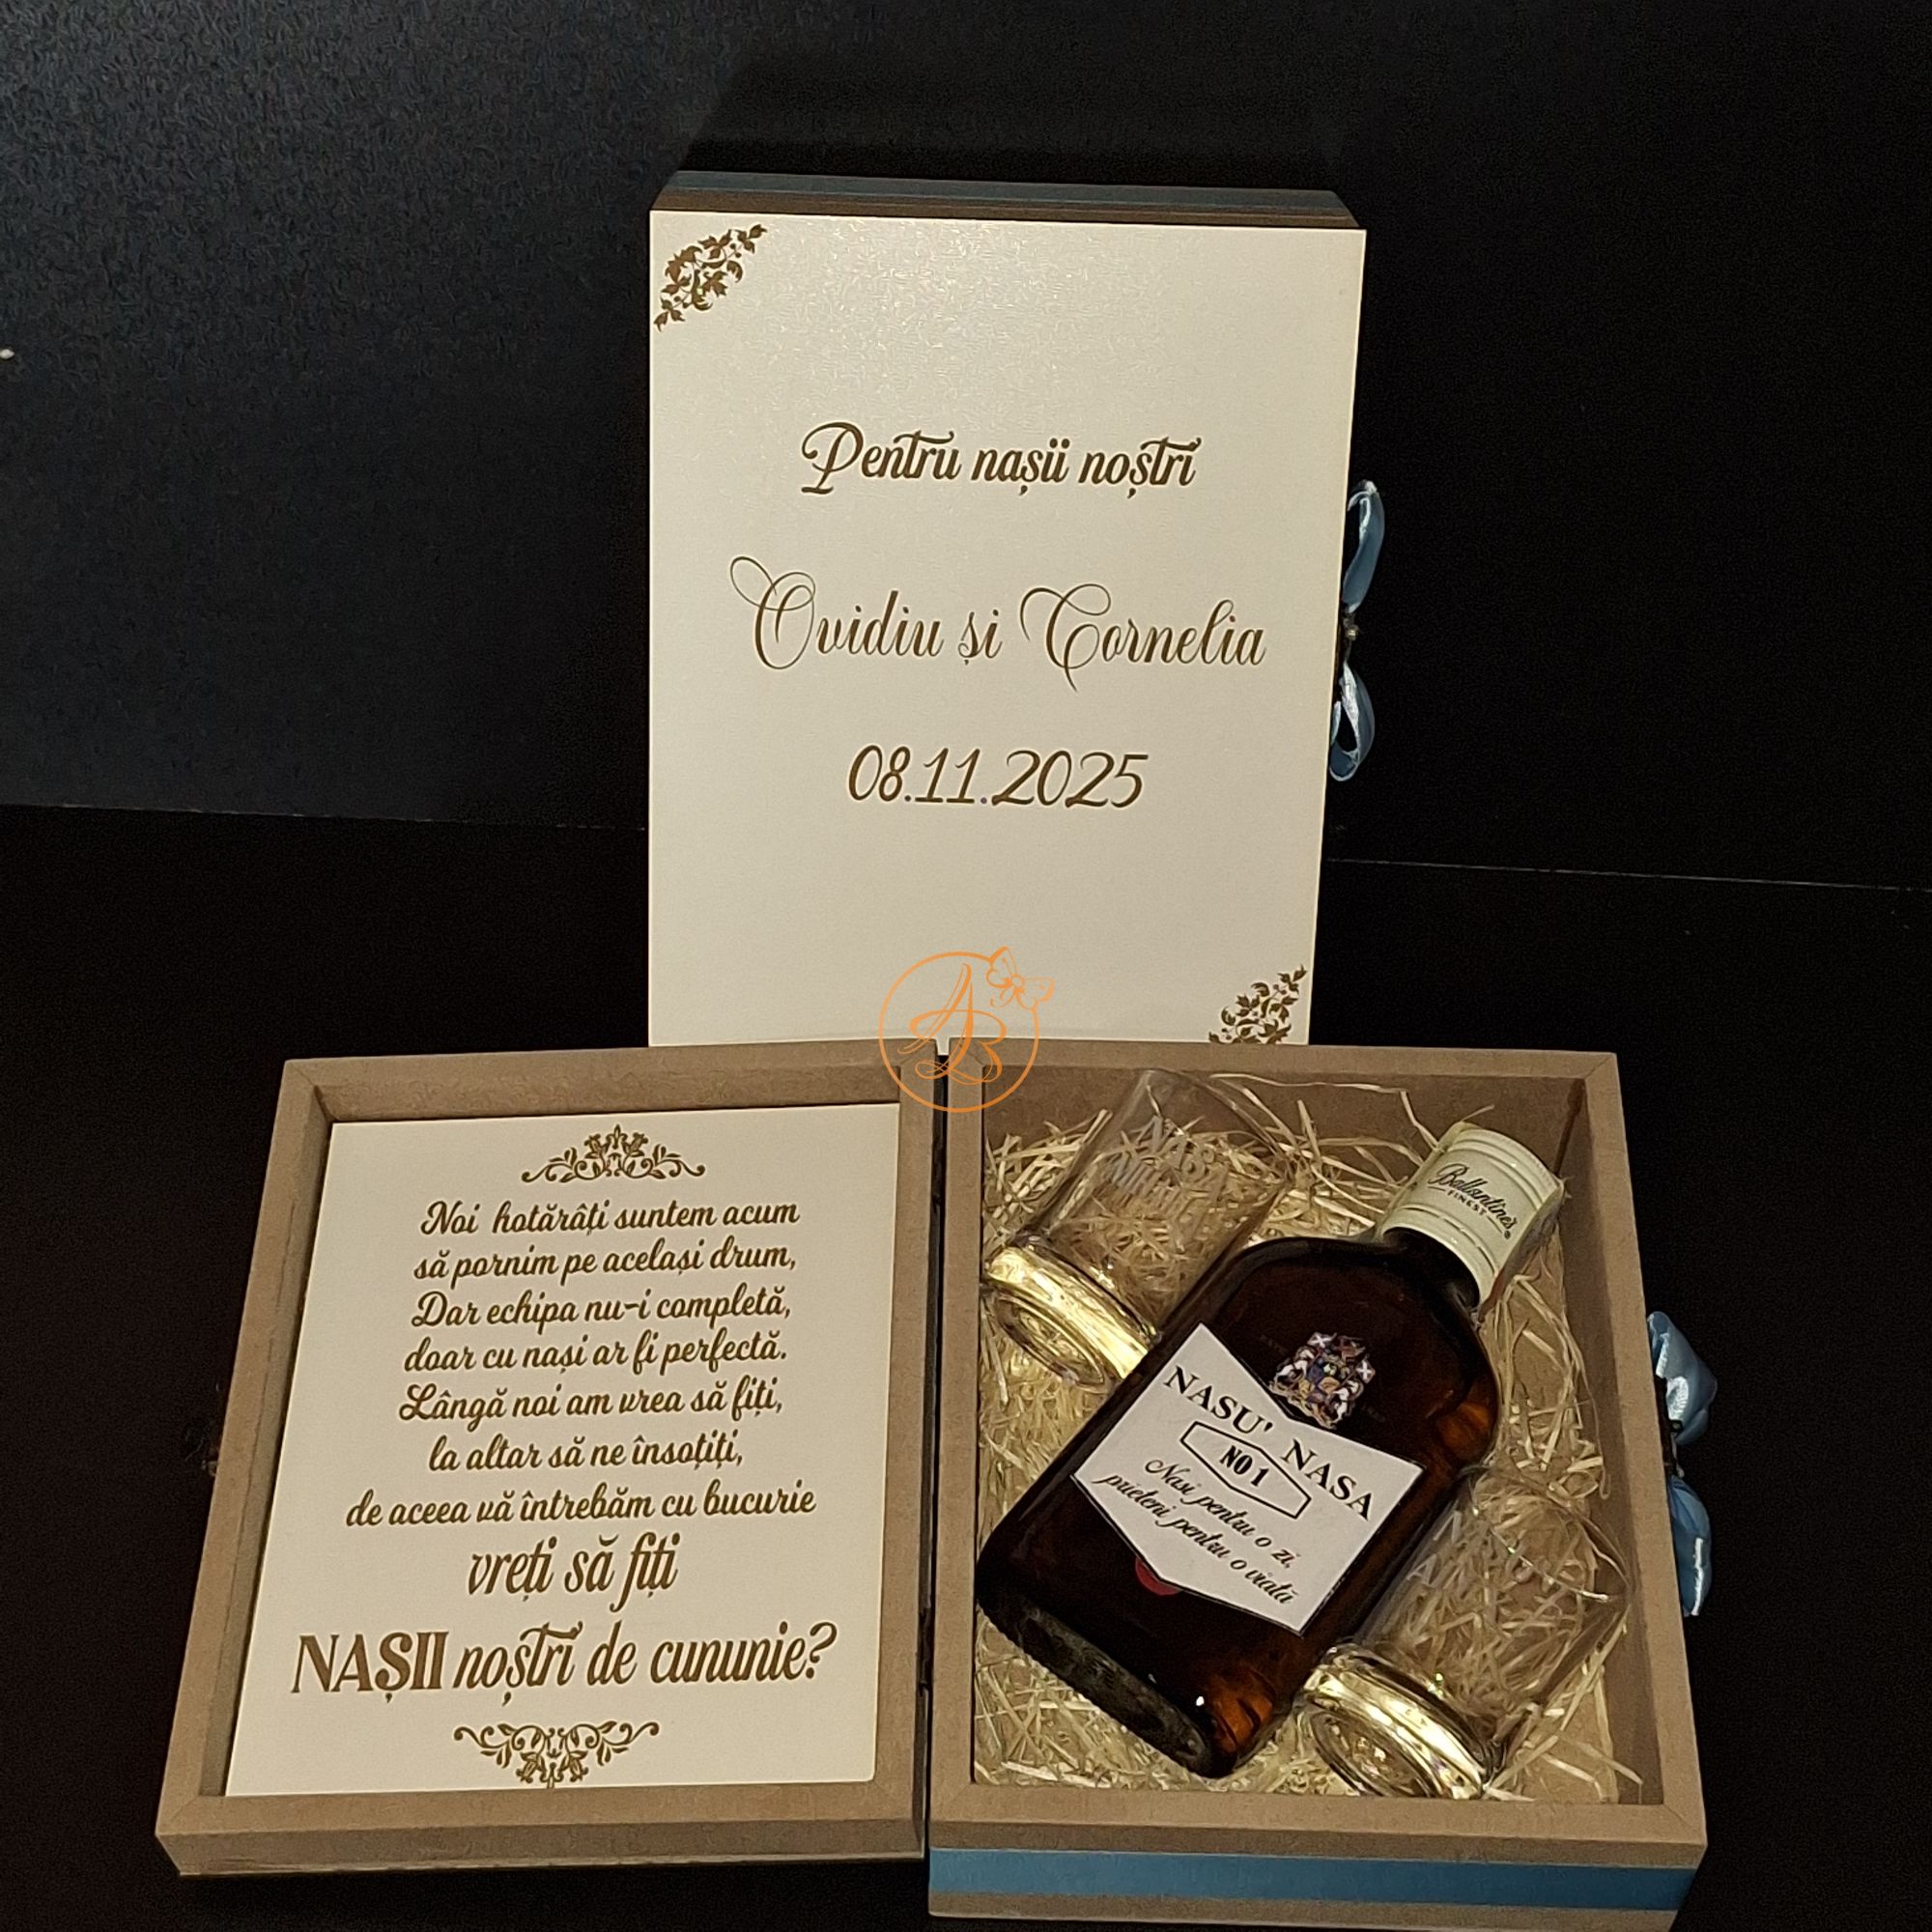 Pentru nașii noștri
Ovidiu și Cornelia
08.11.2025
AB
Noi hotărâți suntem acum
să pornim pe același drum,
Dar echipa nu-i completă,
doar cu nași ar fi perfectă.
Lângă noi am vrea să fiți,
la altar să ne însoțiți,
de aceea vă întrebăm cu bucurie
vreți să fiți
NAȘII noștri de cununie?
Ballantine's
FINEST
NASU' NASA
NO 1
Nasi pentru o zi,
prieteni pentru o viată